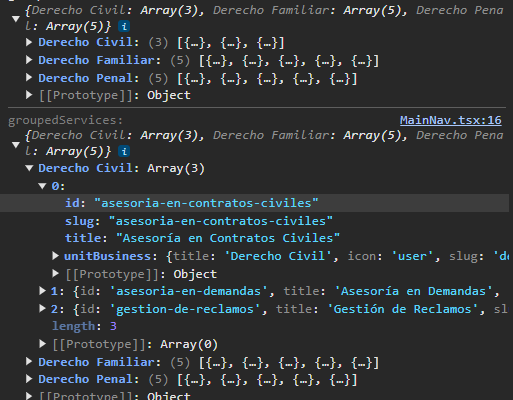 {Derecho Civil: Array(3), Derecho Familiar: Array(5), Derecho Pena
l: Array(5)} i
Derecho Civil: (3) [{…}, {…}, {…}]
Derecho Familiar: (5) [{…}, {…}, {…}, {…}, {…}]
Derecho Penal: (5) [{…}, {…}, {…}, {…}, {…}]
[[Prototype]]: Object
groupedServices: MainNav.tsx:16
{Derecho Civil: Array(3), Derecho Familiar: Array(5), Derecho Pena
l: Array(5)} i
Derecho Civil: Array(3)
0:
id: "asesoria-en-contratos-civiles"
slug: "asesoria-en-contratos-civiles"
title: "Asesoría en Contratos Civiles"
unitBusiness: {title: 'Derecho Civil', icon: 'user', slug: 'de
[[Prototype]]: Object
1: {id: 'asesoria-en-demandas', title: 'Asesoría en Demandas',
2: {id: 'gestion-de-reclamos', title: 'Gestión de Reclamos', sl
length: 3
[[Prototype]]: Array(0)
Derecho Familiar: (5) [{…}, {…}, {…}, {…}, {…}]
Derecho Penal: (5) [{…}, {…}, {…}, {…}, {…}]
[[Prototype]]: Object